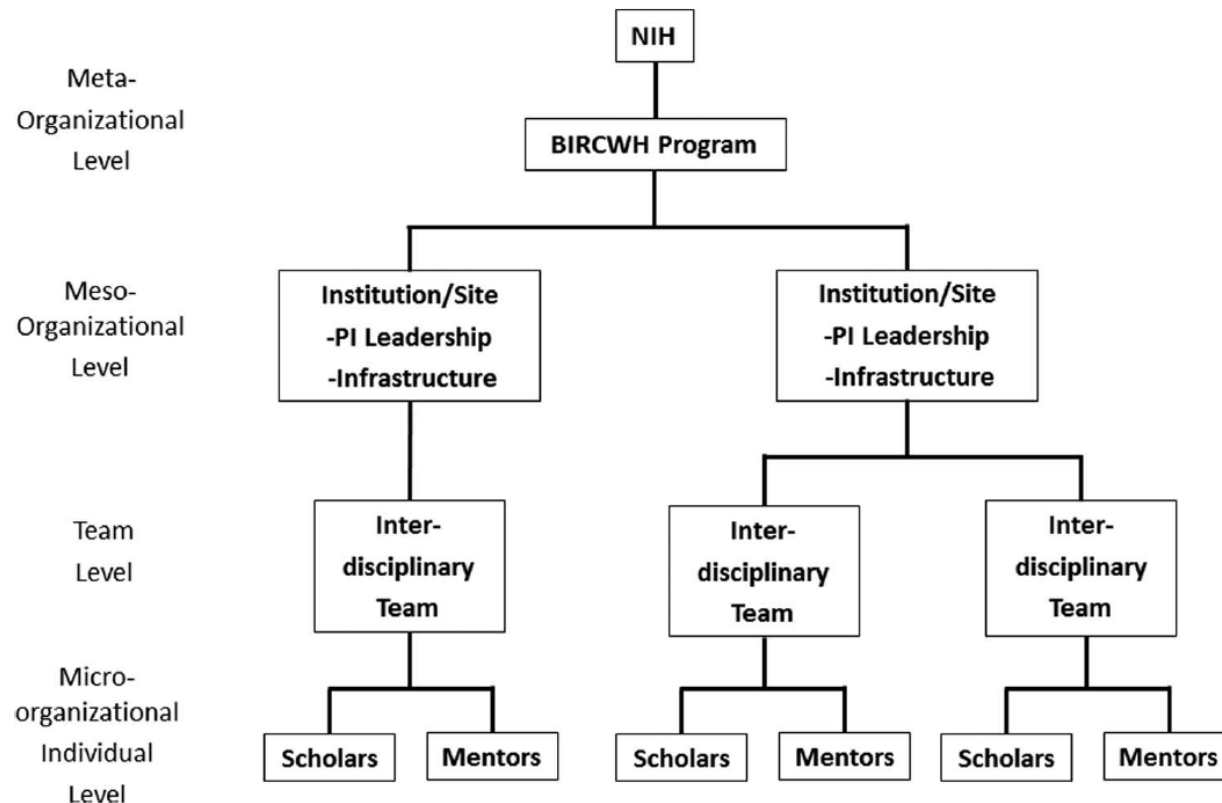 NIH
Meta-
Organizational
Level
BIRCWH Program
Meso-
Organizational
Level
Institution/Site
-PI Leadership
-Infrastructure
Institution/Site
-PI Leadership
-Infrastructure
Team
Level
Inter-
disciplinary
Team
Inter-
disciplinary
Team
Inter-
disciplinary
Team
Micro-
organizational
Individual
Level
Scholars
Mentors
Scholars
Mentors
Scholars
Mentors